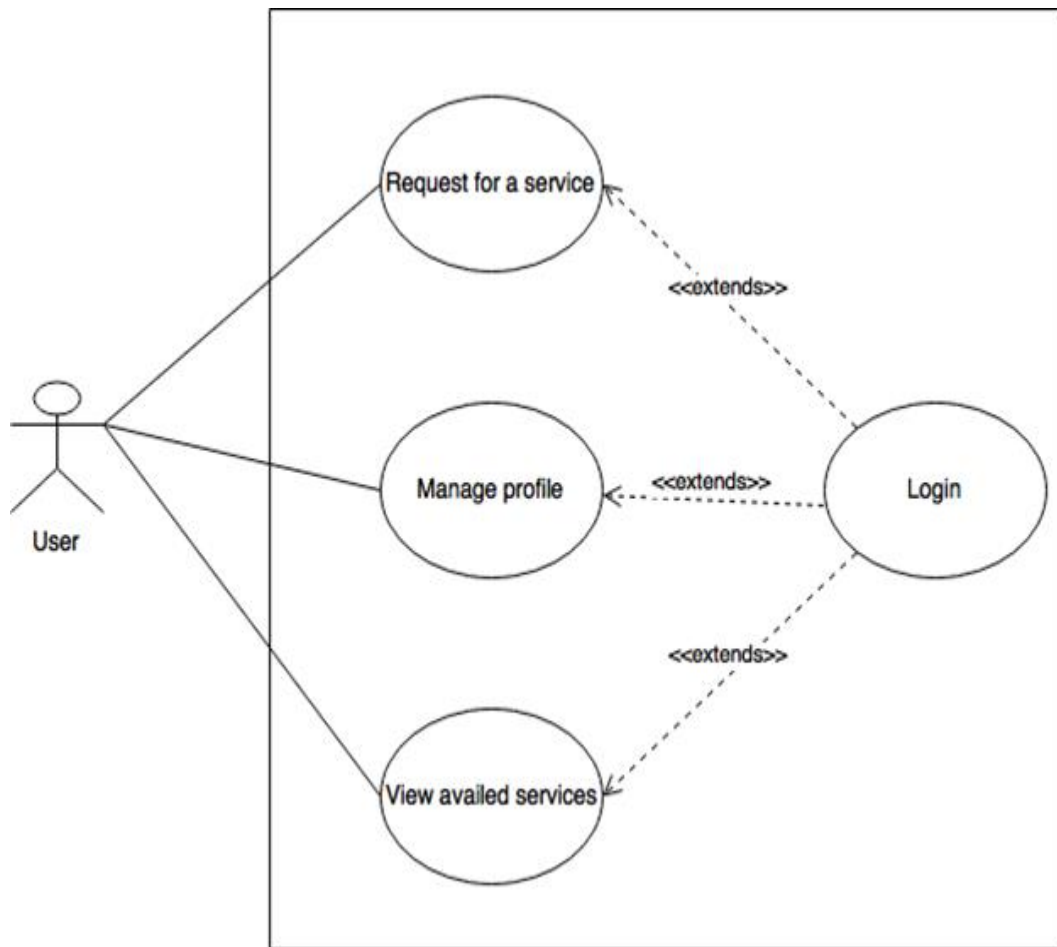 Request for a service
<<extends>>
Manage profile
<<extends>>
Login
User
<<extends>>
View availed services